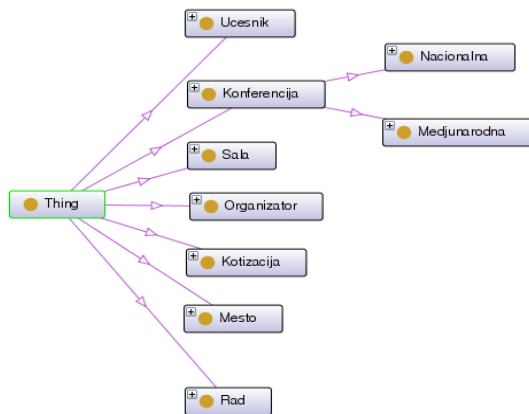 Ucesnik
Nacionalna
Konferencija
Medjunarodna
Sala
Thing
Organizator
Kotizacija
Mesto
Rad